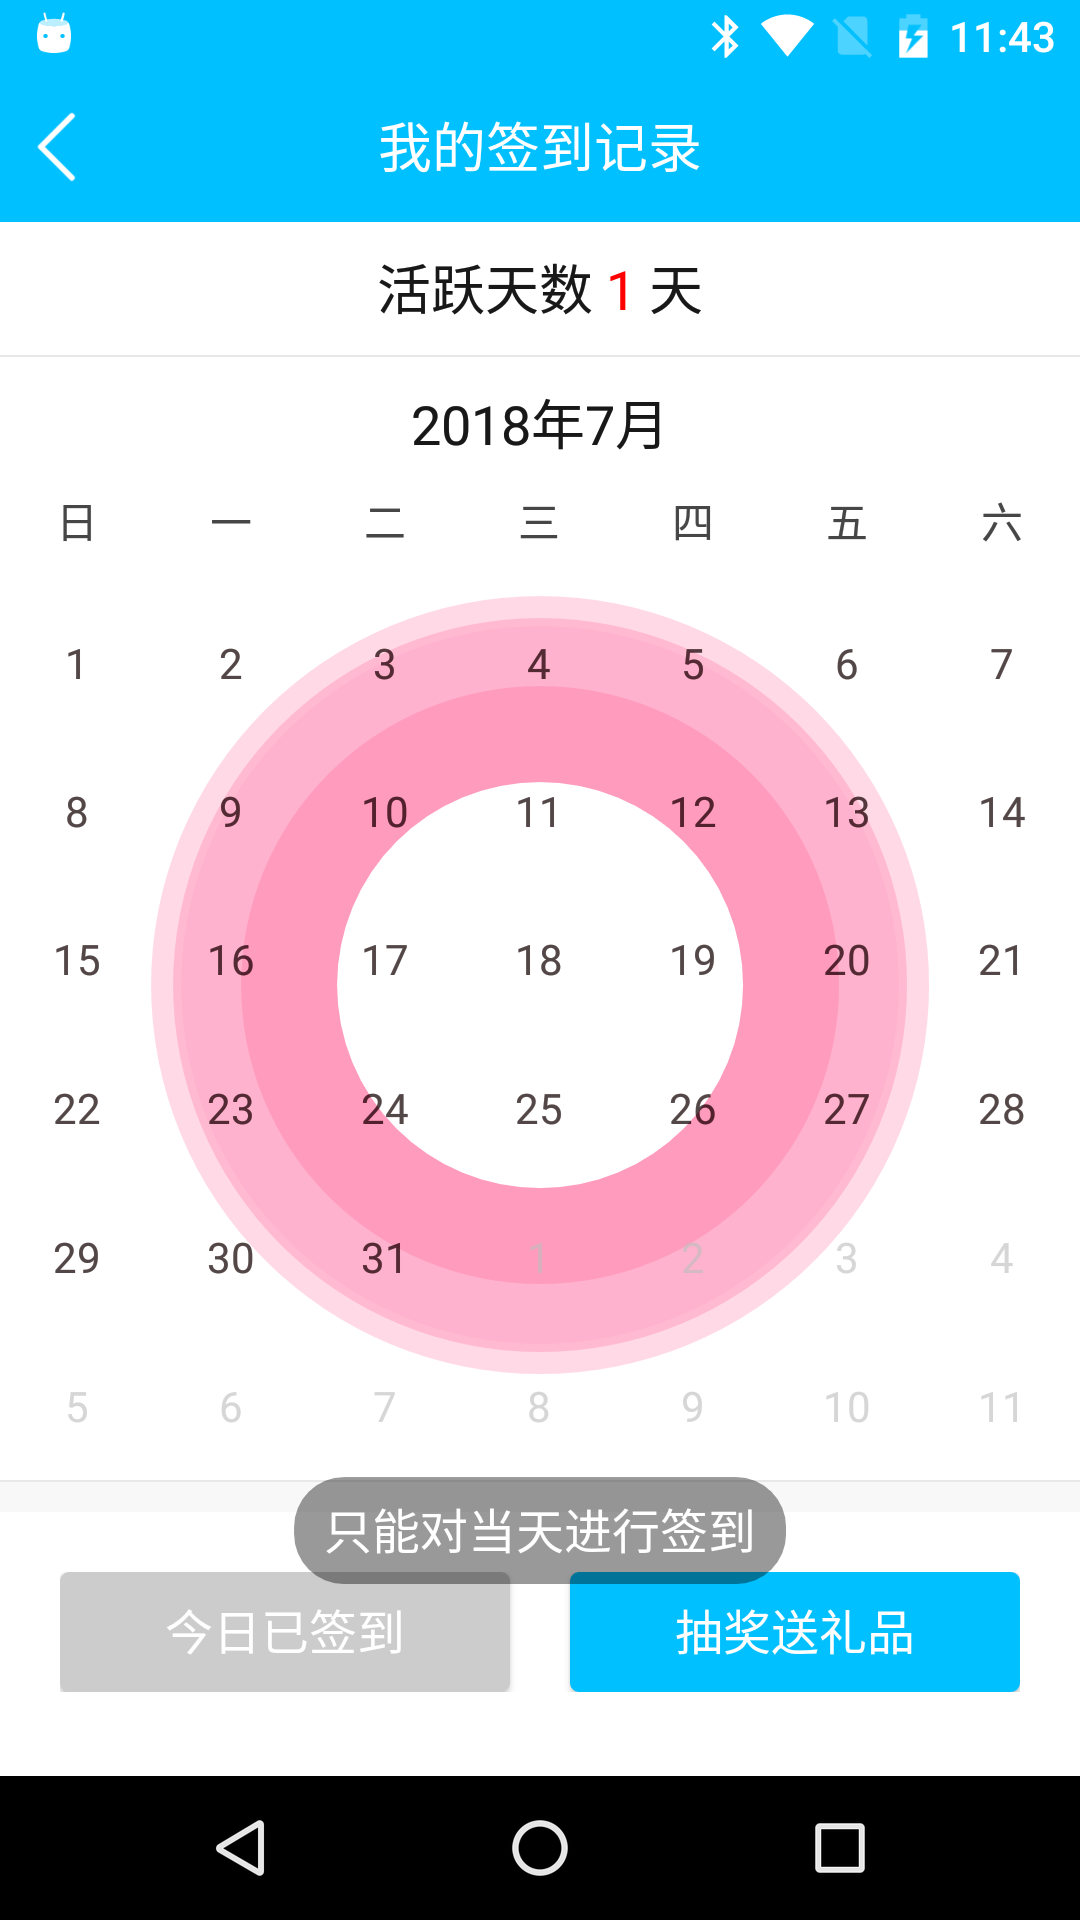 11:43
我的签到记录
活跃天数 1 天
2018年7月
日 一 二 三 四 五 六
1 2 3 4 5 6 7
8 9 10 11 12 13 14
15 16 17 18 19 20 21
22 23 24 25 26 27 28
29 30 31 1 2 3 4
5 6 7 8 9 10 11
只能对当天进行签到
今日已签到 抽奖送礼品